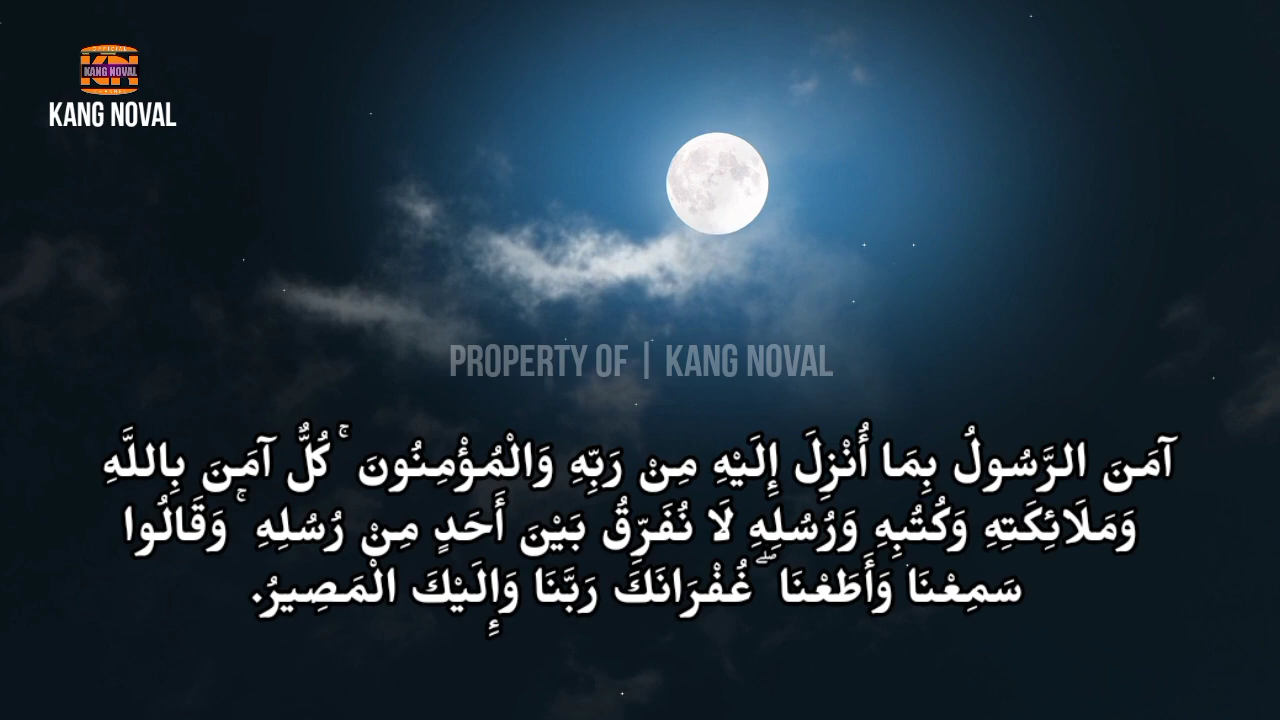 OFFICIAL
KANG NOVAL
KANG NOVAL
PROPERTY OF | KANG NOVAL
آمَنَ الرَّسُولُ بِمَا أُنْزِلَ إِلَيْهِ مِنْ رَبِّهِ وَالْمُؤْمِنُونَ ۚ كُلٌّ آمَنَ بِاللَّهِ
وَمَلَائِكَتِهِ وَكُتُبِهِ وَرُسُلِهِ لَا نُفَرِّقُ بَيْنَ أَحَدٍ مِنْ رُسُلِهِ ۚ وَقَالُوا
سَمِعْنَا وَأَطَعْنَا ۖ غُفْرَانَكَ رَبَّنَا وَإِلَيْكَ الْمَصِيرُ.